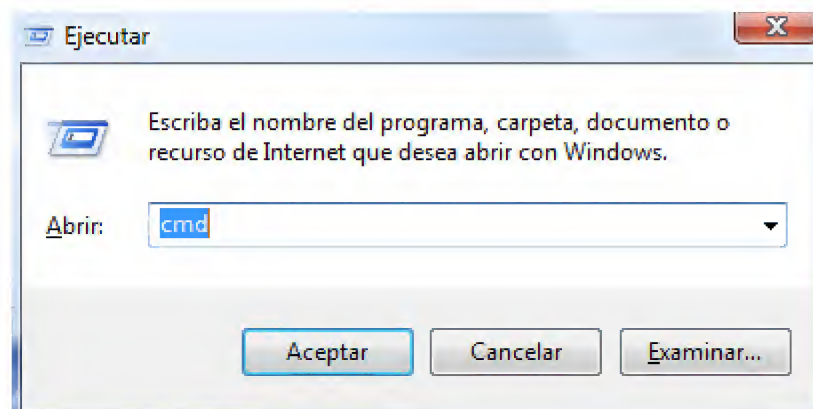 Ejecutar
Escriba el nombre del programa, carpeta, documento o
recurso de Internet que desea abrir con Windows.
Abrir: cmd
Aceptar Cancelar Examinar...